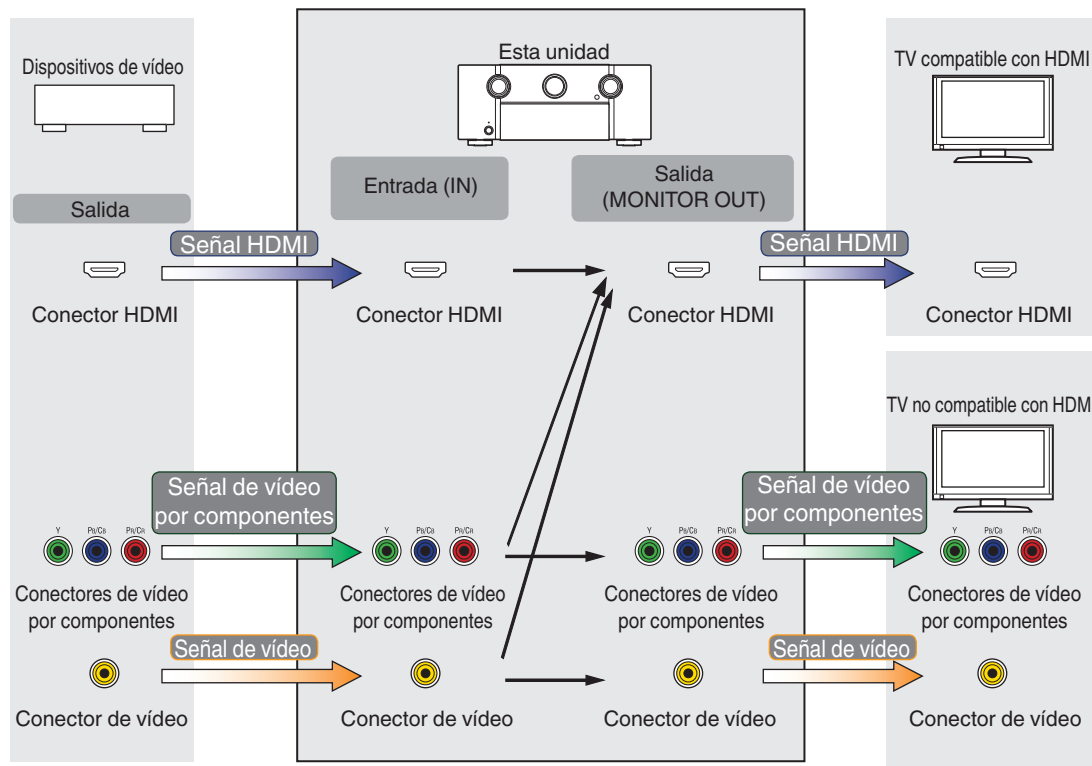 Dispositivos de vídeo
Esta unidad
TV compatible con HDMI
Salida
Entrada (IN)
Salida
(MONITOR OUT)
Señal HDMI
Señal HDMI
Conector HDMI
Conector HDMI
Conector HDMI
Conector HDMI
TV no compatible con HDM
Señal de vídeo
por componentes
Señal de vídeo
por componentes
Y PB/CB PR/CR
Y PB/CB PR/CR
Y PB/CB PR/CR
Y PB/CB PR/CR
Conectores de vídeo
por componentes
Conectores de vídeo
por componentes
Conectores de vídeo
por componentes
Conectores de vídeo
por componentes
Señal de vídeo
Señal de vídeo
Conector de vídeo
Conector de vídeo
Conector de vídeo
Conector de vídeo